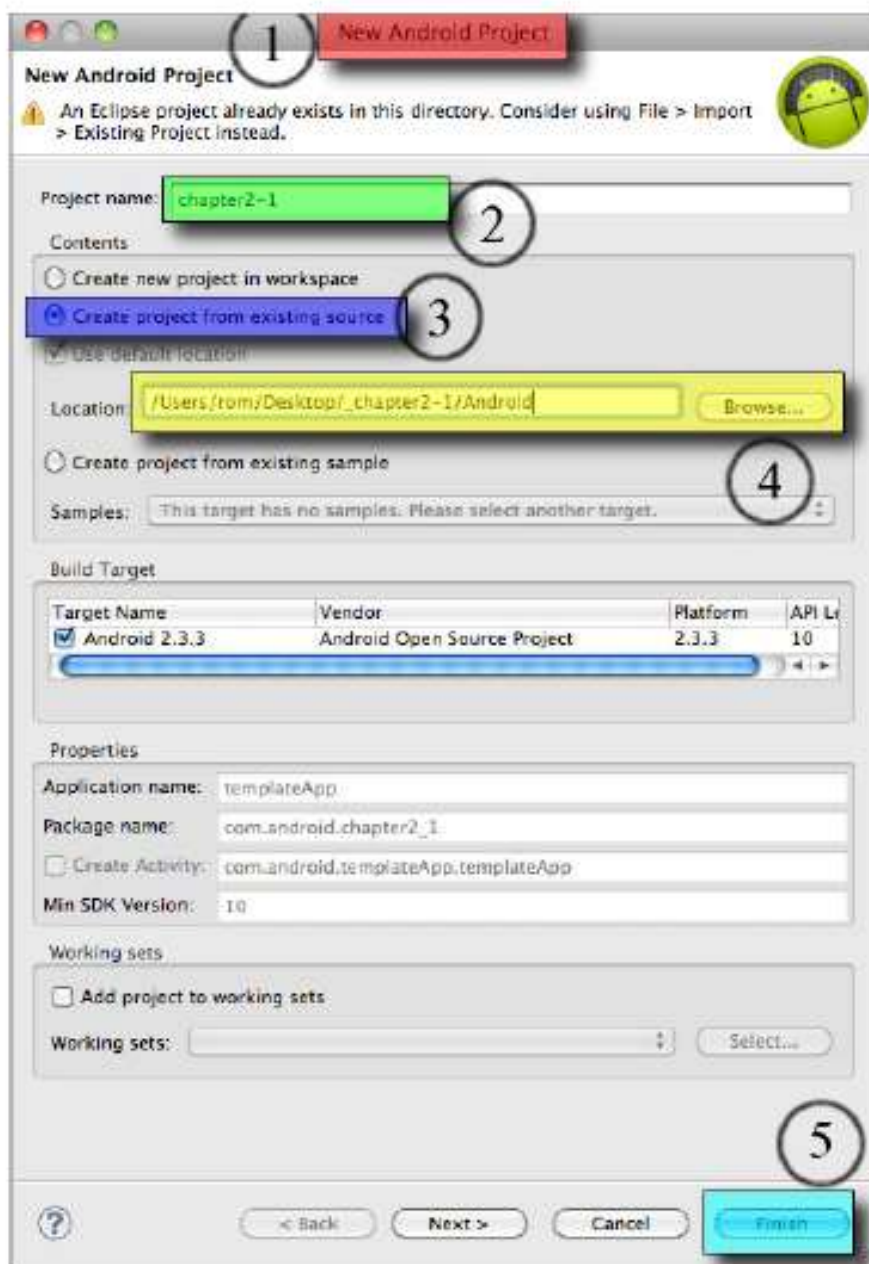 1
New Android Project
New Android Project
An Eclipse project already exists in this directory. Consider using File > Import
> Existing Project instead.
Project name: chapter2-1
2
Contents
Create new project in workspace
Create project from existing source
3
Use default location
Location: /Users/rom/Desktop/_chapter2-1/Android Browse...
Create project from existing sample
4
Samples: This target has no samples. Please select another target.
Build Target
Target Name Vendor Platform API Le
Android 2.3.3 Android Open Source Project 2.3.3 10
Properties
Application name: templateApp
Package name: com.android.chapter2_1
Create Activity: com.android.templateApp.templateApp
Min SDK Version: 10
Working sets
Add project to working sets
Working sets: Select...
5
? < Back Next > Cancel Finish